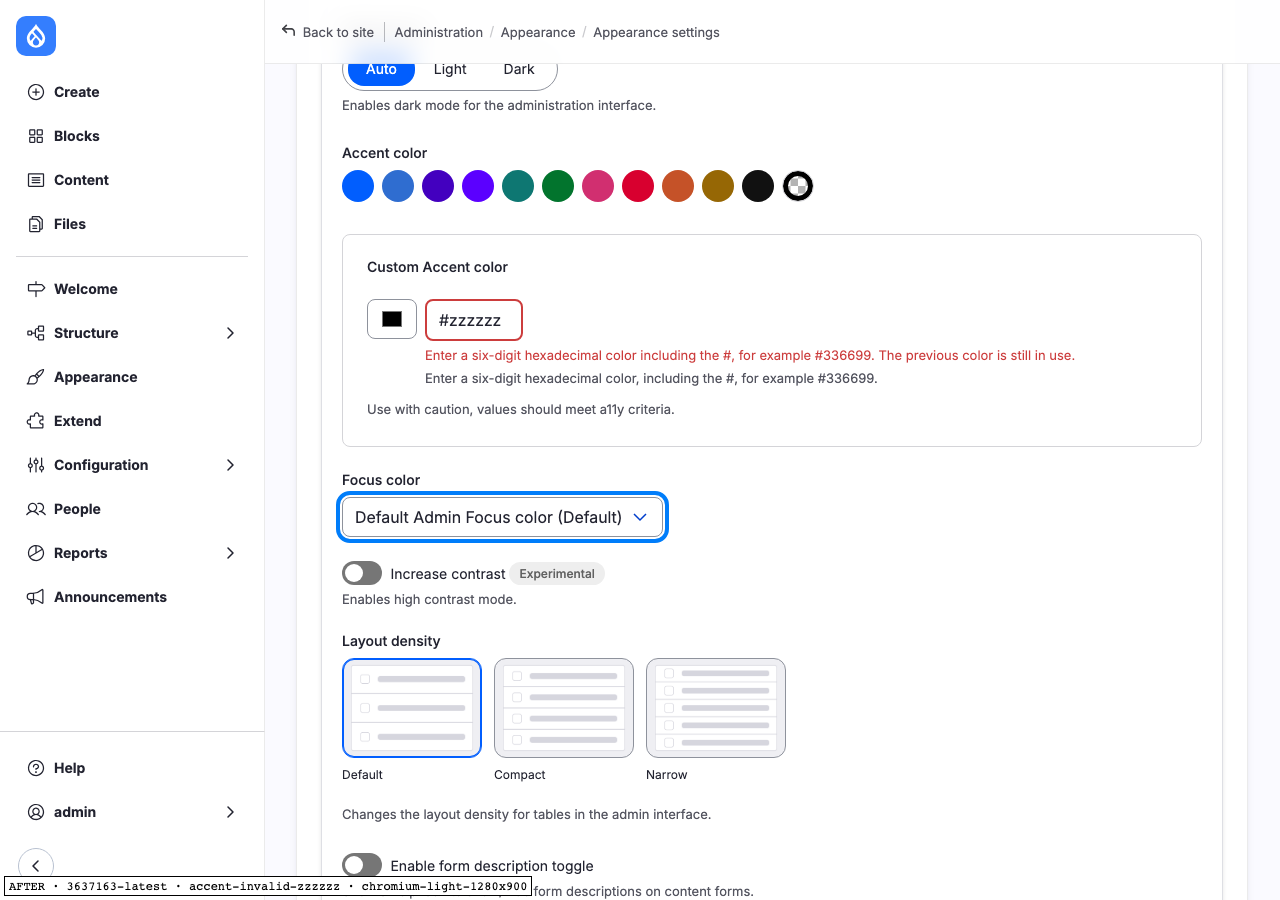 Back to site
Administration / Appearance / Appearance settings
Create
Blocks
Content
Files
Welcome
Structure
Appearance
Extend
Configuration
People
Reports
Announcements
Help
admin
Auto
Light
Dark
Enables dark mode for the administration interface.
Accent color
Custom Accent color
#zzzzzz
Enter a six-digit hexadecimal color including the #, for example #336699. The previous color is still in use.
Enter a six-digit hexadecimal color, including the #, for example #336699.
Use with caution, values should meet a11y criteria.
Focus color
Default Admin Focus color (Default)
Increase contrast Experimental
Enables high contrast mode.
Layout density
Default
Compact
Narrow
Changes the layout density for tables in the admin interface.
Enable form description toggle
form descriptions on content forms.
AFTER · 3637163-latest · accent-invalid-zzzzzz · chromium-light-1280x900